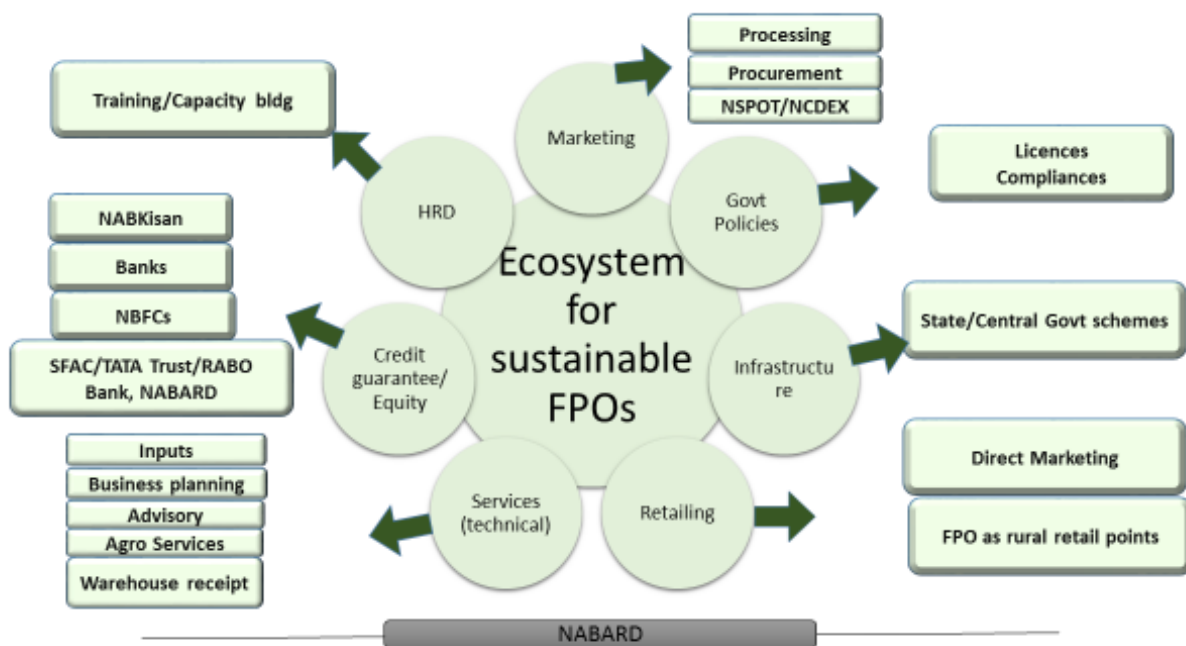 Processing
Procurement
NSPOT/NCDEX
Training/Capacity bldg
Marketing
Licences
Compliances
HRD
Govt
Policies
NABKisan
Banks
NBFCs
SFAC/TATA Trust/RABO
Bank, NABARD
Ecosystem
for
sustainable
FPOs
State/Central Govt schemes
Credit
guarantee/
Equity
Infrastructu
re
Inputs
Business planning
Advisory
Agro Services
Warehouse receipt
Services
(technical)
Retailing
Direct Marketing
FPO as rural retail points
NABARD